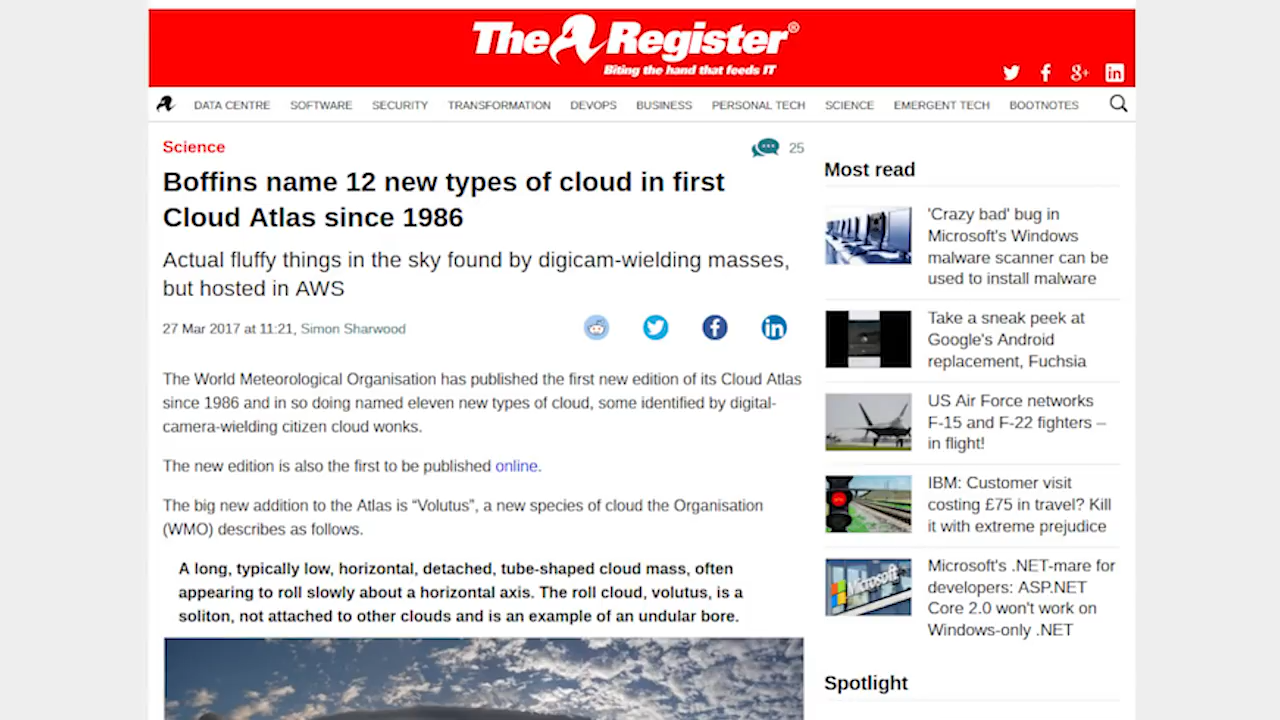 The Register®
Biting the hand that feeds IT
DATA CENTRE SOFTWARE SECURITY TRANSFORMATION DEVOPS BUSINESS PERSONAL TECH SCIENCE EMERGENT TECH BOOTNOTES
Science
25
Boffins name 12 new types of cloud in first
Cloud Atlas since 1986
Actual fluffy things in the sky found by digicam-wielding masses,
but hosted in AWS
27 Mar 2017 at 11:21, Simon Sharwood
The World Meteorological Organisation has published the first new edition of its Cloud Atlas
since 1986 and in so doing named eleven new types of cloud, some identified by digital-
camera-wielding citizen cloud wonks.
The new edition is also the first to be published online.
The big new addition to the Atlas is “Volutus”, a new species of cloud the Organisation
(WMO) describes as follows.
A long, typically low, horizontal, detached, tube-shaped cloud mass, often
appearing to roll slowly about a horizontal axis. The roll cloud, volutus, is a
soliton, not attached to other clouds and is an example of an undular bore.
Most read
'Crazy bad' bug in
Microsoft's Windows
malware scanner can be
used to install malware
Take a sneak peek at
Google's Android
replacement, Fuchsia
US Air Force networks
F-15 and F-22 fighters –
in flight!
IBM: Customer visit
costing £75 in travel? Kill
it with extreme prejudice
Microsoft
Microsoft's .NET-mare for
developers: ASP.NET
Core 2.0 won't work on
Windows-only .NET
Spotlight